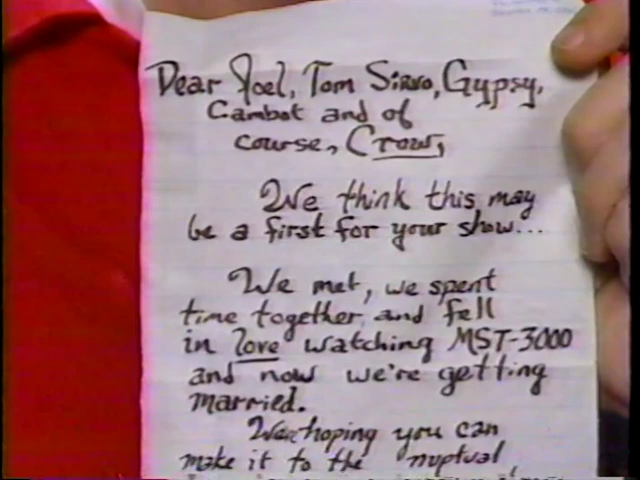 Dear Joel, Tom Sirvo, Gypsy,
Cambot and of
course, Crow,
We think this may
be a first for your show...
We met, we spent
time together and fell
in love watching MST-3000
and now we're getting
married.
We're hoping you can
make it to the nuptual